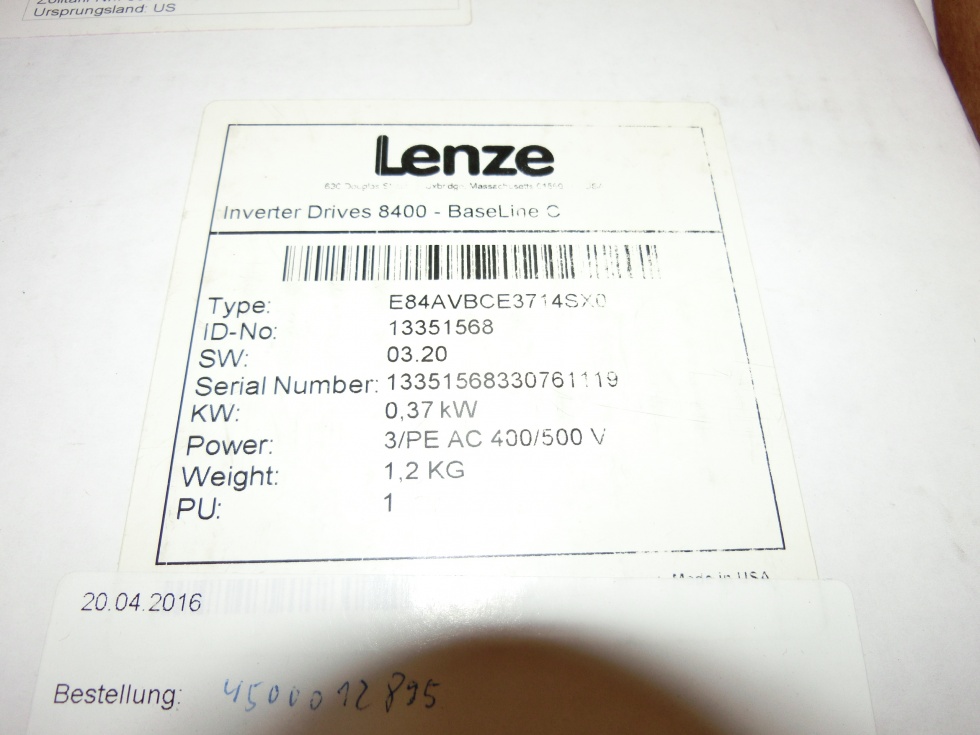 Ursprungsland: US
Lenze
Inverter Drives 8400 - BaseLine C
Type: E84AVBCE3714SX0
ID-No: 13351568
SW: 03.20
Serial Number: 13351568330761119
KW: 0,37 kW
Power: 3/PE AC 400/500 V
Weight: 1,2 KG
PU: 1
Made in USA
20.04.2016
Bestellung: 4500012895